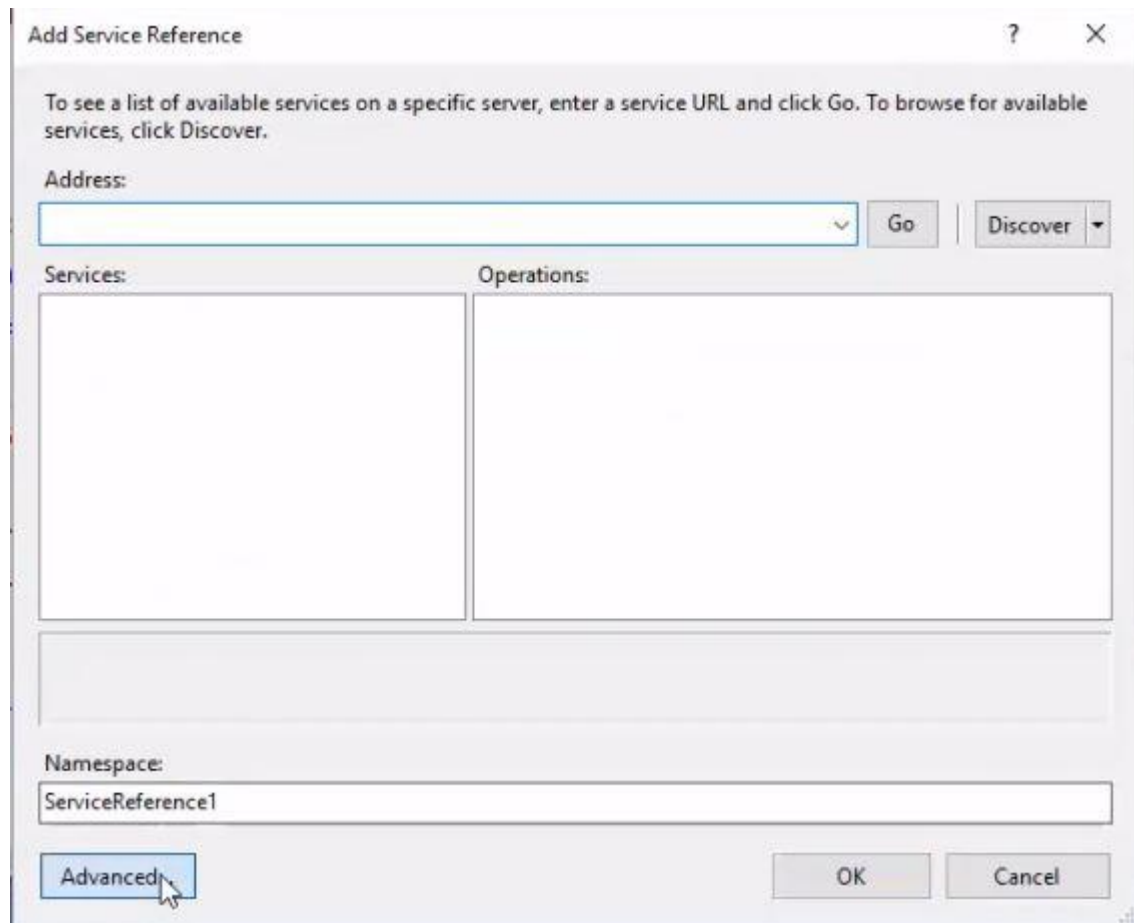 Add Service Reference
?
To see a list of available services on a specific server, enter a service URL and click Go. To browse for available
services, click Discover.
Address:
Go
Discover
Services:
Operations:
Namespace:
ServiceReference1
Advanced...
OK
Cancel